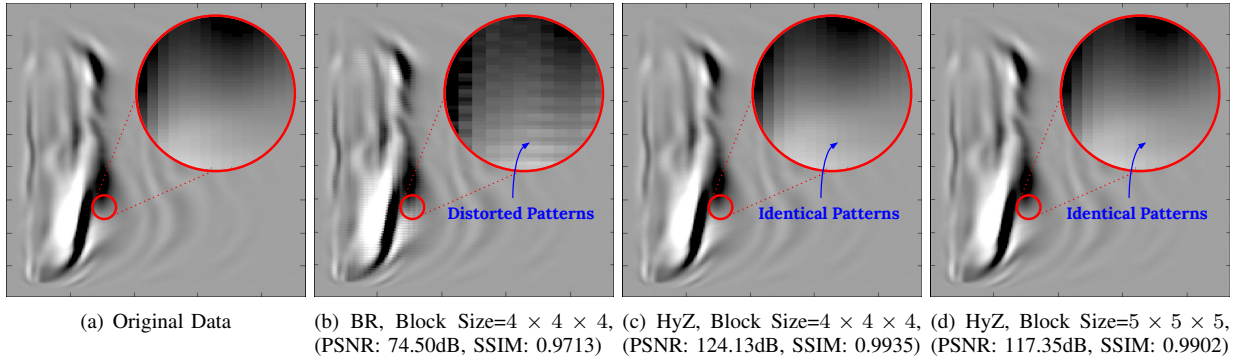 Distorted Patterns
Identical Patterns
Identical Patterns
(a) Original Data
(b) BR, Block Size=4 × 4 × 4,
(PSNR: 74.50dB, SSIM: 0.9713)
(c) HyZ, Block Size=4 × 4 × 4,
(PSNR: 124.13dB, SSIM: 0.9935)
(d) HyZ, Block Size=5 × 5 × 5,
(PSNR: 117.35dB, SSIM: 0.9902)